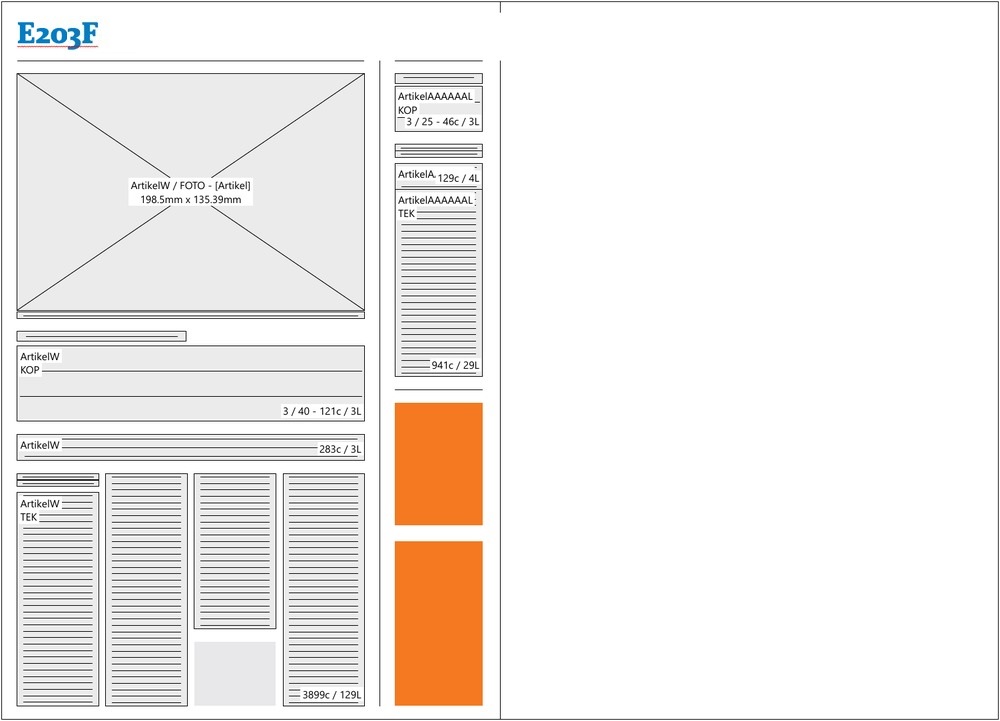 E203F
ArtikelW / FOTO - [Artikel]
198.5mm x 135.39mm
ArtikelW
KOP
3 / 40 - 121c / 3L
ArtikelW
283c / 3L
ArtikelW
TEK
3899c / 129L
ArtikelAAAAAAL
KOP
3 / 25 - 46c / 3L
ArtikelA
129c / 4L
ArtikelAAAAAAL
TEK
941c / 29L